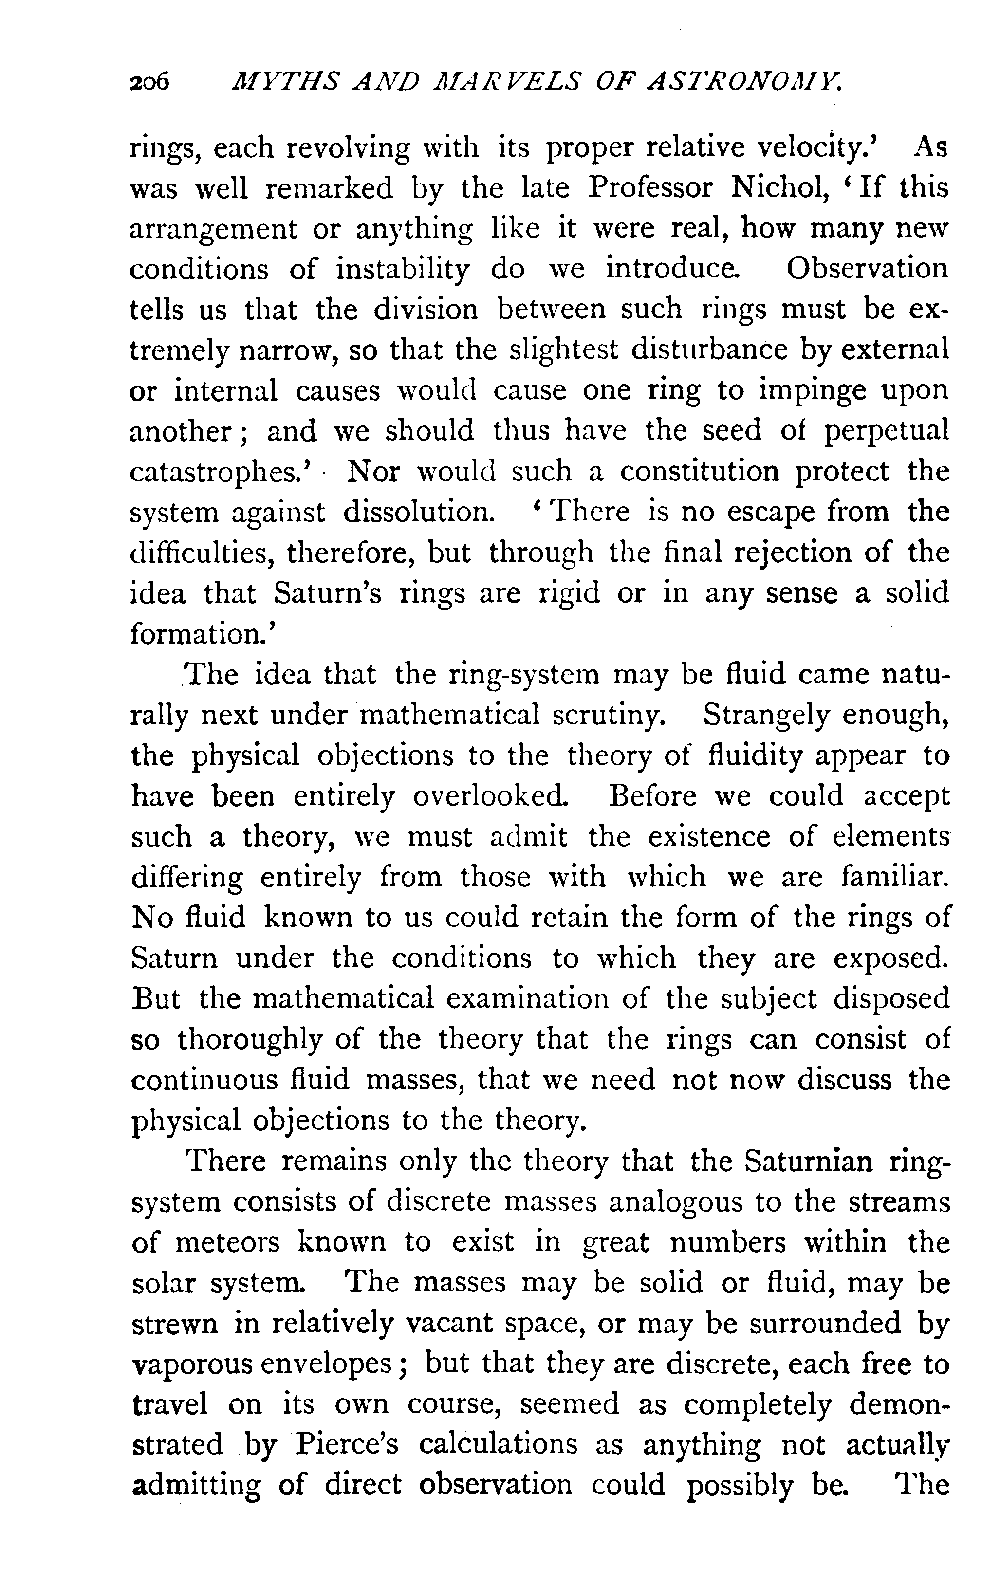 206 MYTHS AND MARVELS OF ASTRONOMY.
rings, each revolving with its proper relative velocity.’ As
was well remarked by the late Professor Nichol, ‘If this
arrangement or anything like it were real, how many new
conditions of instability do we introduce. Observation
tells us that the division between such rings must be ex-
tremely narrow, so that the slightest disturbance by external
or internal causes would cause one ring to impinge upon
another; and we should thus have the seed of perpetual
catastrophes.’ Nor would such a constitution protect the
system against dissolution. ‘There is no escape from the
difficulties, therefore, but through the final rejection of the
idea that Saturn’s rings are rigid or in any sense a solid
formation.’
The idea that the ring-system may be fluid came natu-
rally next under mathematical scrutiny. Strangely enough,
the physical objections to the theory of fluidity appear to
have been entirely overlooked. Before we could accept
such a theory, we must admit the existence of elements
differing entirely from those with which we are familiar.
No fluid known to us could retain the form of the rings of
Saturn under the conditions to which they are exposed.
But the mathematical examination of the subject disposed
so thoroughly of the theory that the rings can consist of
continuous fluid masses, that we need not now discuss the
physical objections to the theory.
There remains only the theory that the Saturnian ring-
system consists of discrete masses analogous to the streams
of meteors known to exist in great numbers within the
solar system. The masses may be solid or fluid, may be
strewn in relatively vacant space, or may be surrounded by
vaporous envelopes; but that they are discrete, each free to
travel on its own course, seemed as completely demon-
strated by Pierce’s calculations as anything not actually
admitting of direct observation could possibly be. The